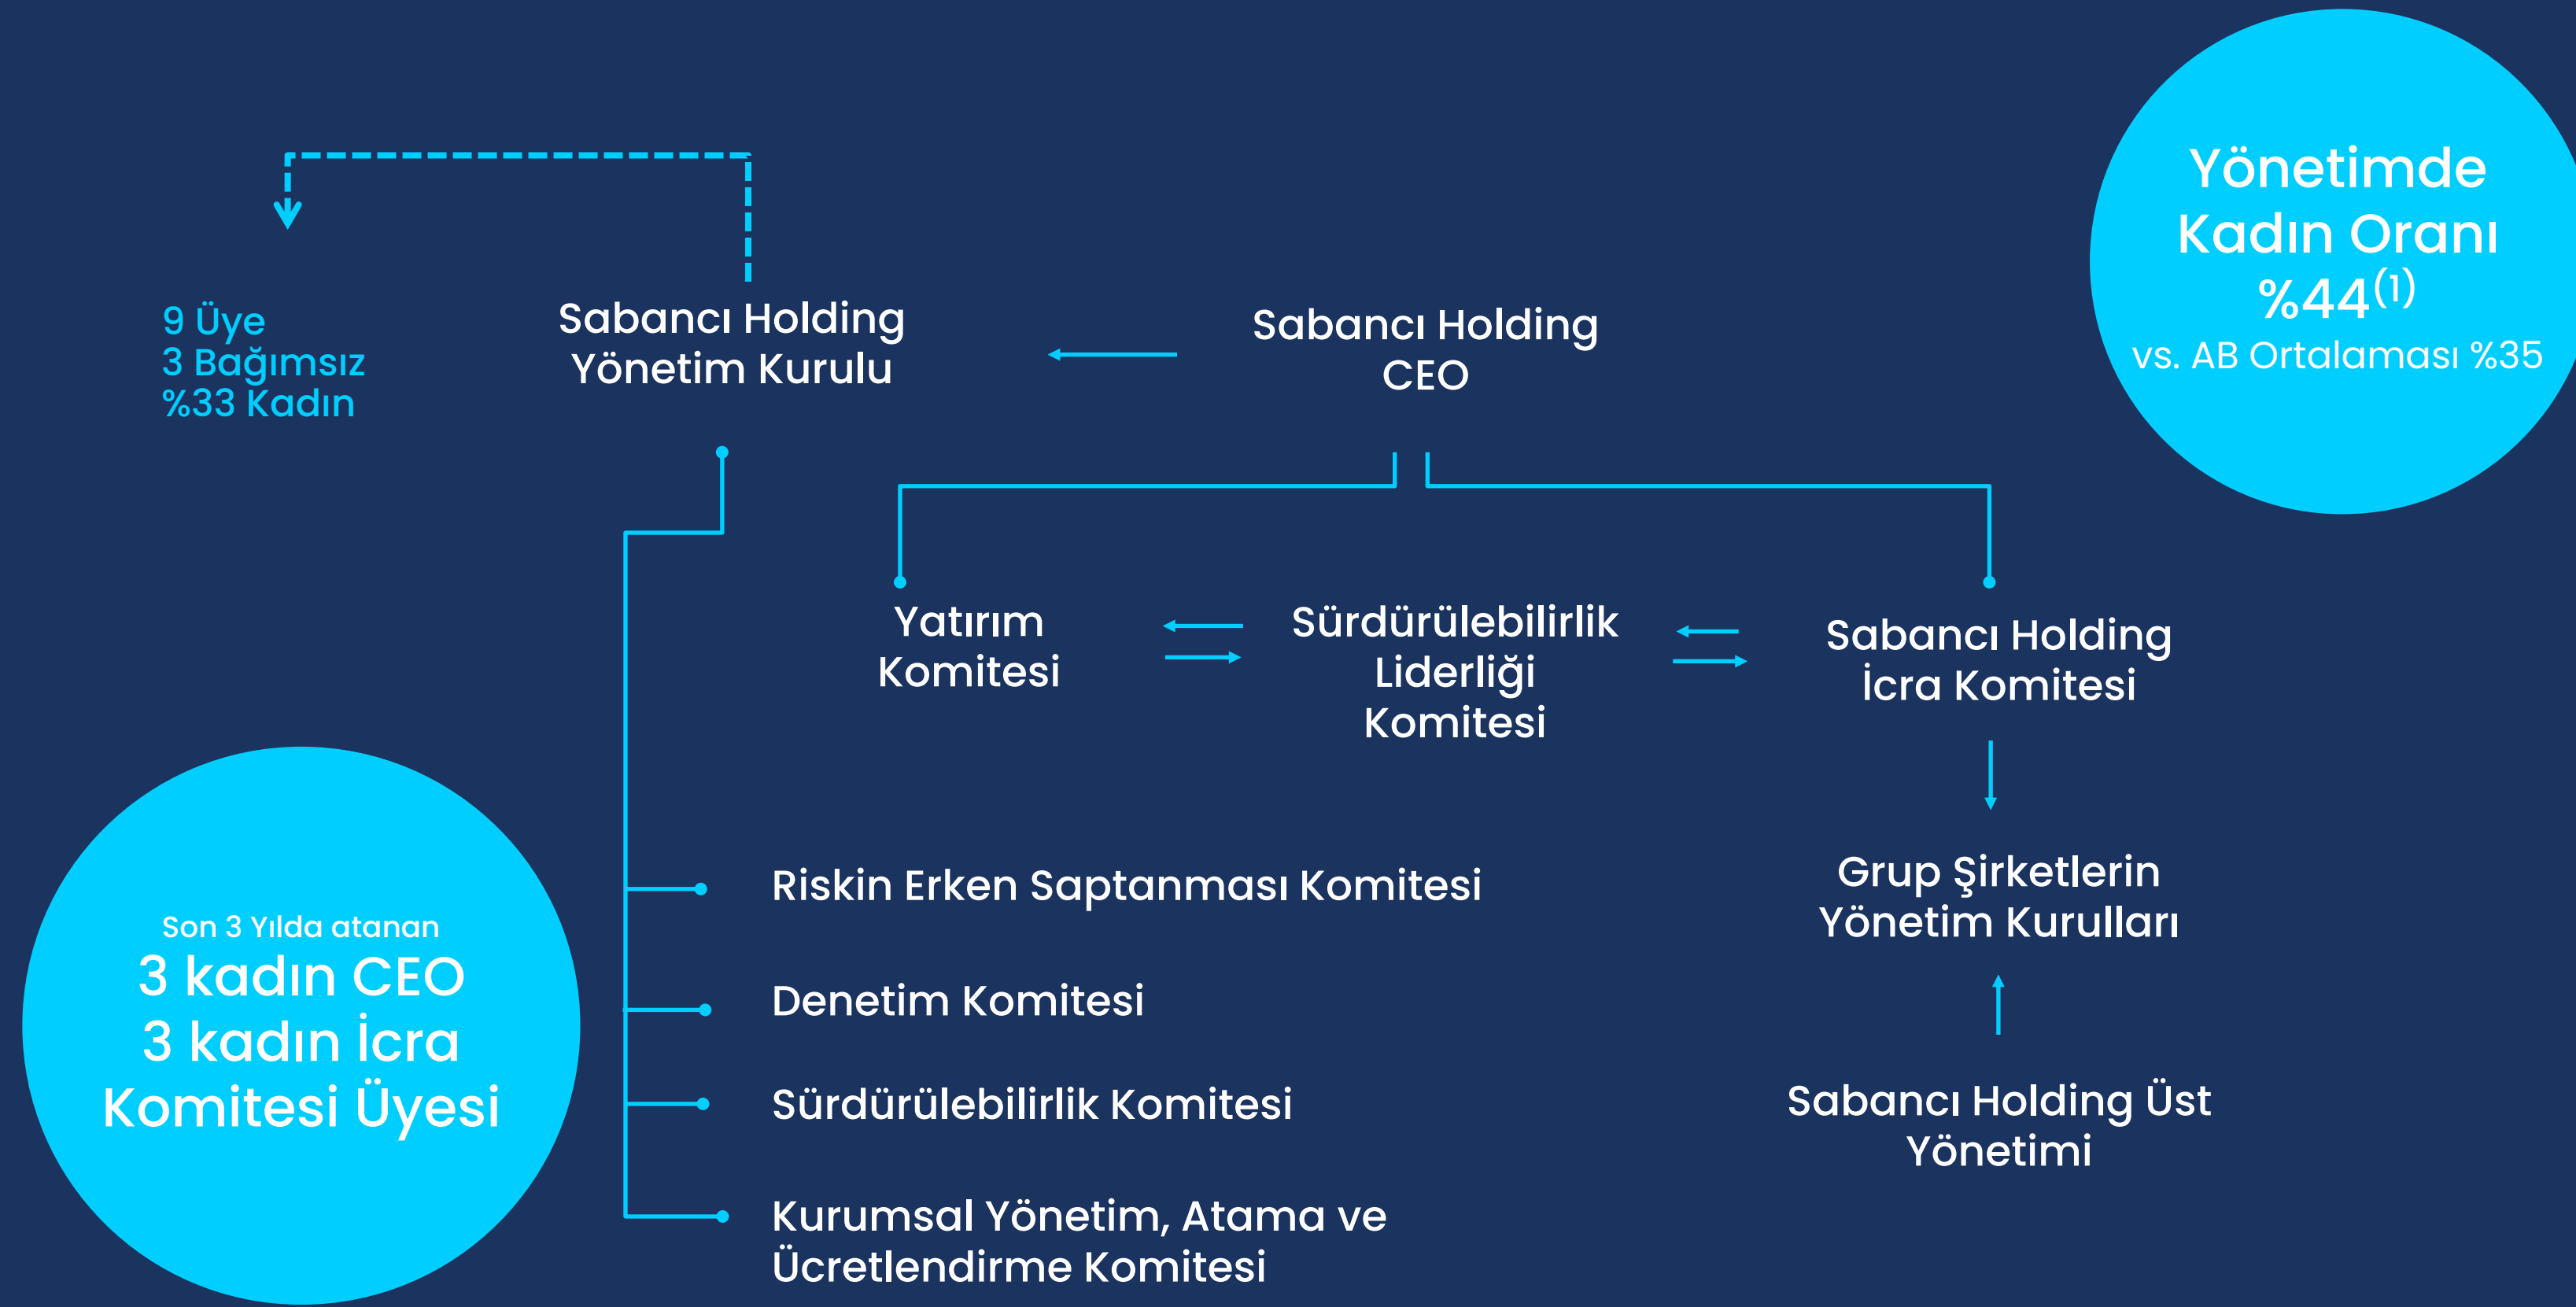 Yönetimde
Kadın Oranı
%44(1)
vs. AB Ortalaması %35
9 Üye
3 Bağımsız
%33 Kadın
Sabancı Holding
Yönetim Kurulu
Sabancı Holding
CEO
Yatırım
Komitesi
Sürdürülebilirlik
Liderliği
Komitesi
Sabancı Holding
İcra Komitesi
Grup Şirketlerin
Yönetim Kurulları
Sabancı Holding Üst
Yönetimi
Riskin Erken Saptanması Komitesi
Denetim Komitesi
Sürdürülebilirlik Komitesi
Kurumsal Yönetim, Atama ve
Ücretlendirme Komitesi
Son 3 Yılda atanan
3 kadın CEO
3 kadın İcra
Komitesi Üyesi